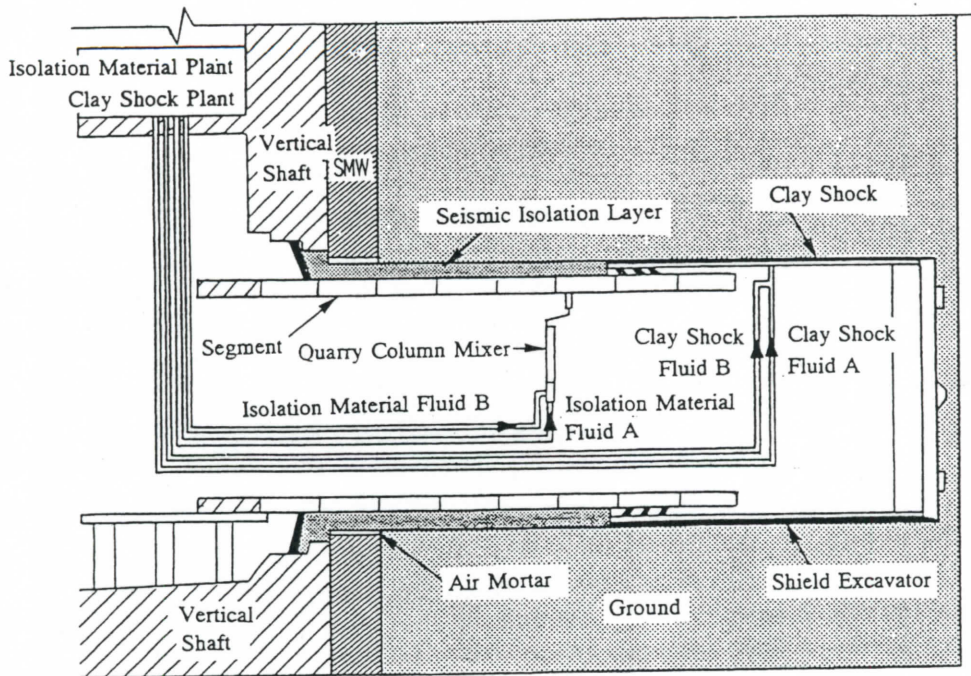 Isolation Material Plant
Clay Shock Plant
Vertical
Shaft
SMW
Seismic Isolation Layer
Clay Shock
Segment
Quarry Column Mixer
Clay Shock
Fluid B
Clay Shock
Fluid A
Isolation Material Fluid B
Isolation Material
Fluid A
Air Mortar
Shield Excavator
Ground
Vertical
Shaft